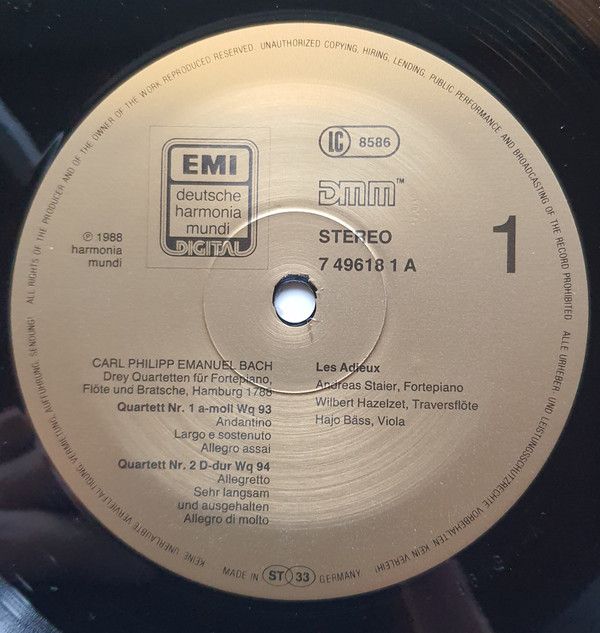 ALL RIGHTS OF THE PRODUCER AND OF THE OWNER OF THE WORK REPRODUCED RESERVED. UNAUTHORIZED COPYING, HIRING, LENDING, PUBLIC PERFORMANCE AND BROADCASTING OF THE RECORD PROHIBITED
ALLE URHEBER- UND LEISTUNGSSCHUTZRECHTE VORBEHALTEN. KEIN VERLEIH! KEINE UNERLAUBTE VERVIELFÄLTIGUNG, VERMIETUNG, AUFFÜHRUNG, SENDUNG!
EMI
deutsche
harmonia
mundi
DIGITAL
℗ 1988
harmonia
mundi
LC 8586
DMM™
STEREO
7 49618 1 A
1
CARL PHILIPP EMANUEL BACH
Drey Quartetten für Fortepiano,
Flöte und Bratsche, Hamburg 1788
Quartett Nr. 1 a-moll Wq 93
Andantino
Largo e sostenuto
Allegro assai
Quartett Nr. 2 D-dur Wq 94
Allegretto
Sehr langsam
und ausgehalten
Allegro di molto
Les Adieux
Andreas Staier, Fortepiano
Wilbert Hazelzet, Traversflöte
Hajo Bäss, Viola
MADE IN ST 33 GERMANY